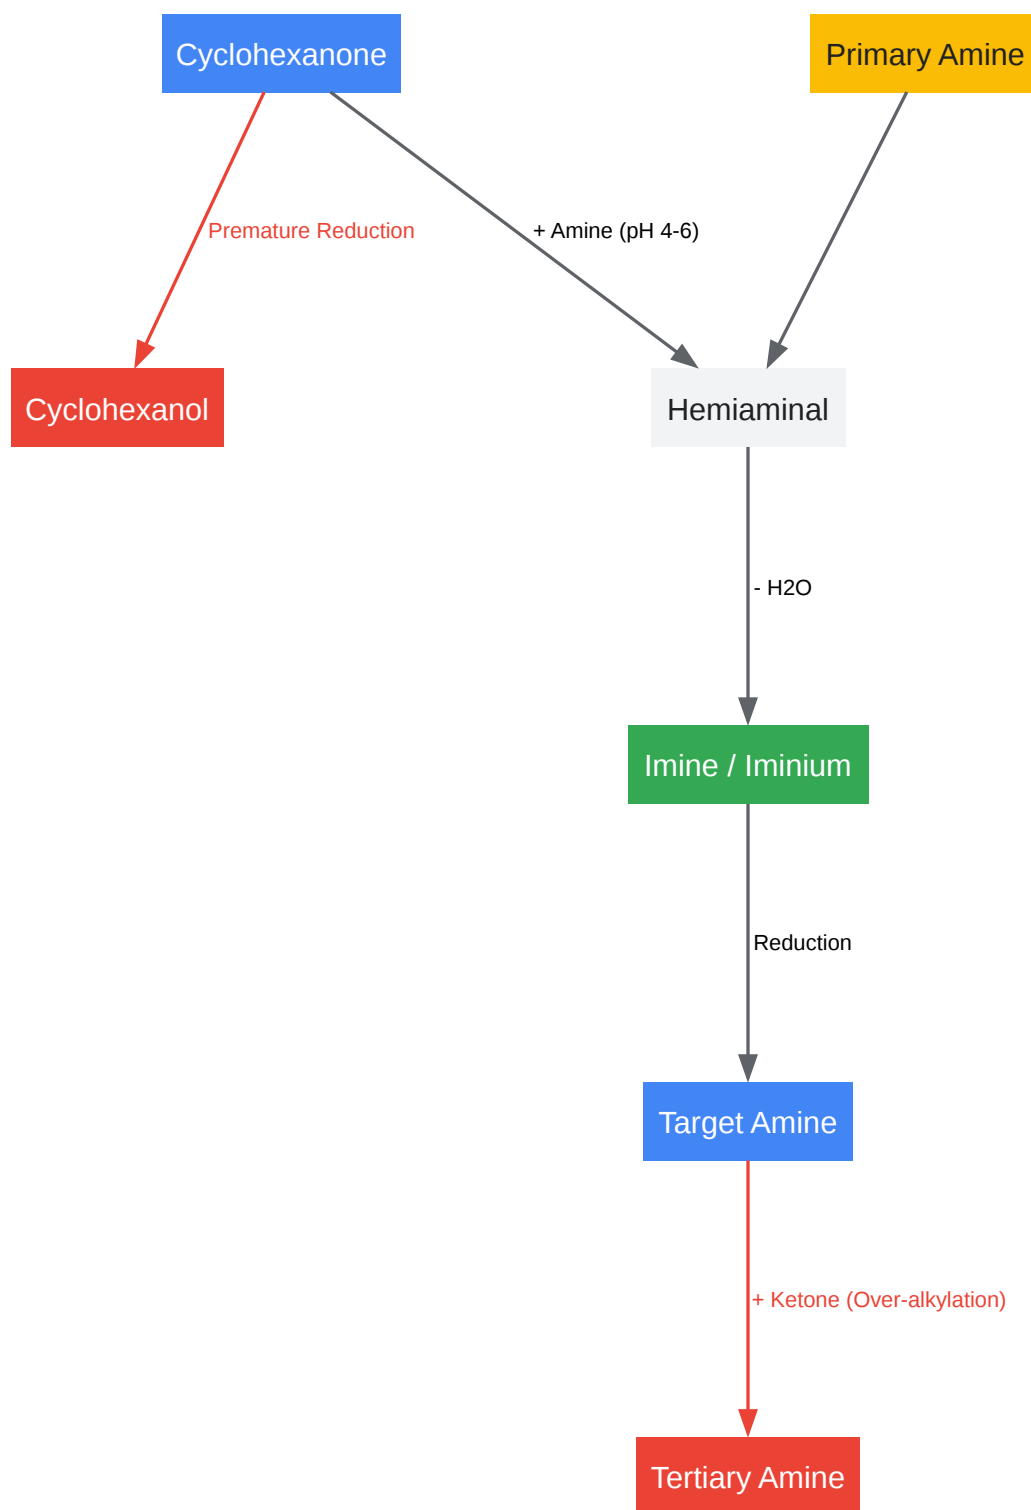 Cyclohexanone
Primary Amine
Premature Reduction
+ Amine (pH 4-6)
Cyclohexanol
Hemiaminal
- H2O
Imine / Iminium
Reduction
Target Amine
+ Ketone (Over-alkylation)
Tertiary Amine